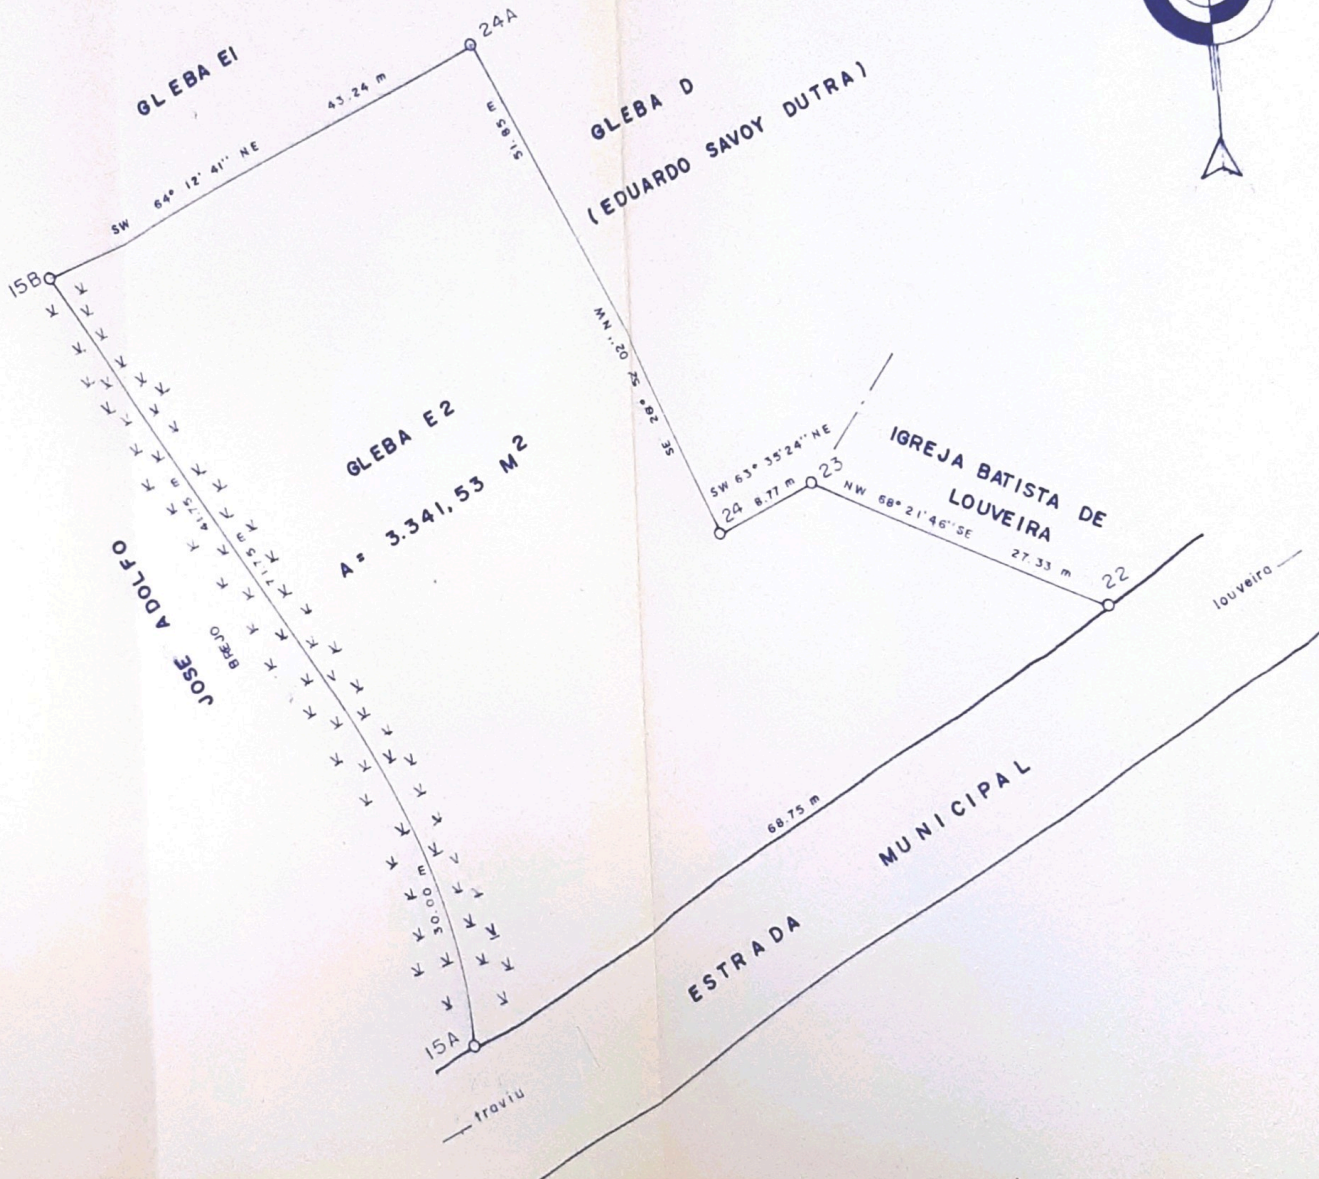 24A
GLEBA E1
43.24 m
SW 64° 12' 41" NE
15B
51.85 m
GLEBA D
(EDUARDO SAVOY DUTRA)
SE 28° 52' 02" NW
GLEBA E2
A= 3.341,53 M²
SW 63° 35'24" NE
8.77 m
23
24
IGREJA BATISTA DE
LOUVEIRA
NW 68° 21'46" SE
27.33 m
22
louveira
41.75 m
71.75 m
JOSE ADOLFO
BREJO
30.00 m
68.75 m
ESTRADA MUNICIPAL
15A
traviu